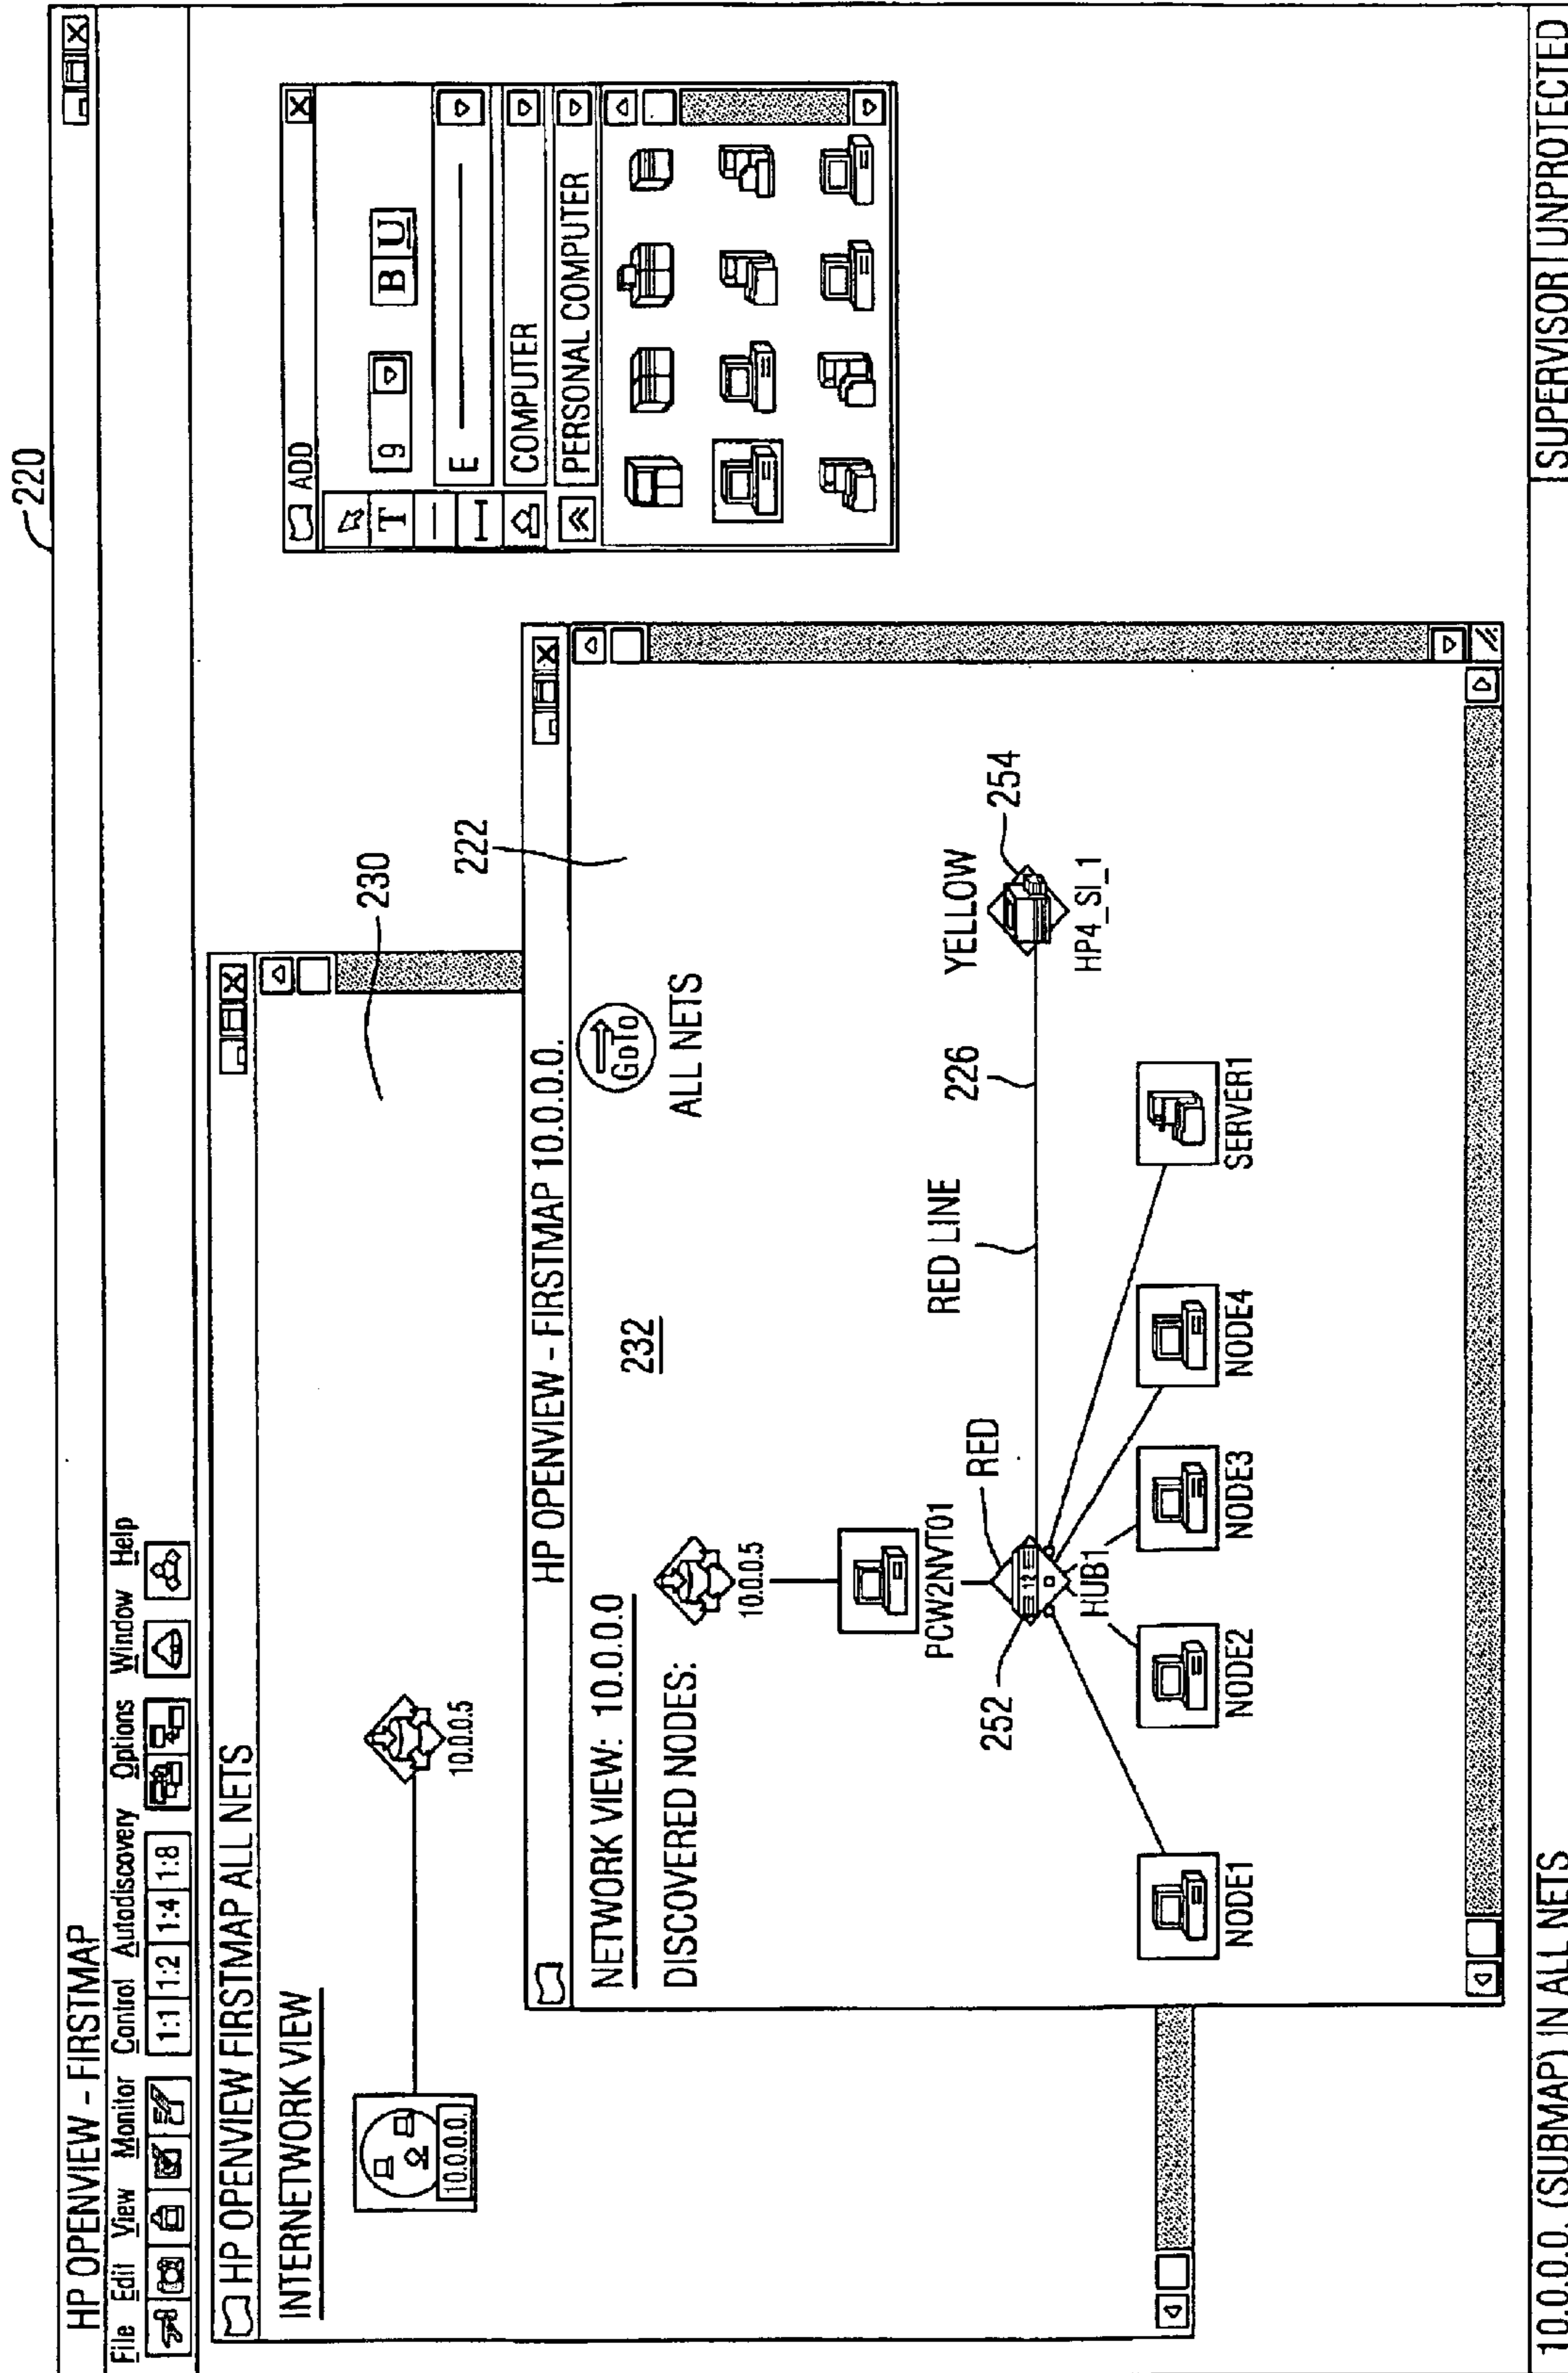 220
HP OPENVIEW - FIRSTMAP
File Edit View Monitor Control Autodiscovery Options Window Help
1:1 1:2 1:4 1:8
HP OPENVIEW FIRSTMAP ALL NETS
INTERNETWORK VIEW
10.0.0.0.
10.0.0.5
230
ADD
T 9 B U
E
COMPUTER
PERSONAL COMPUTER
HP OPENVIEW - FIRSTMAP 10.0.0.0.
222
NETWORK VIEW: 10.0.0.0
232
GoTo
ALL NETS
DISCOVERED NODES:
10.0.0.5
PCW2NVT01
RED
252
12
HUB1
RED LINE
226
YELLOW
254
HP4_SI_1
NODE1
NODE2
NODE3
NODE4
SERVER1
10.0.0.0. (SUBMAP) IN ALL NETS
SUPERVISOR UNPROTECTED